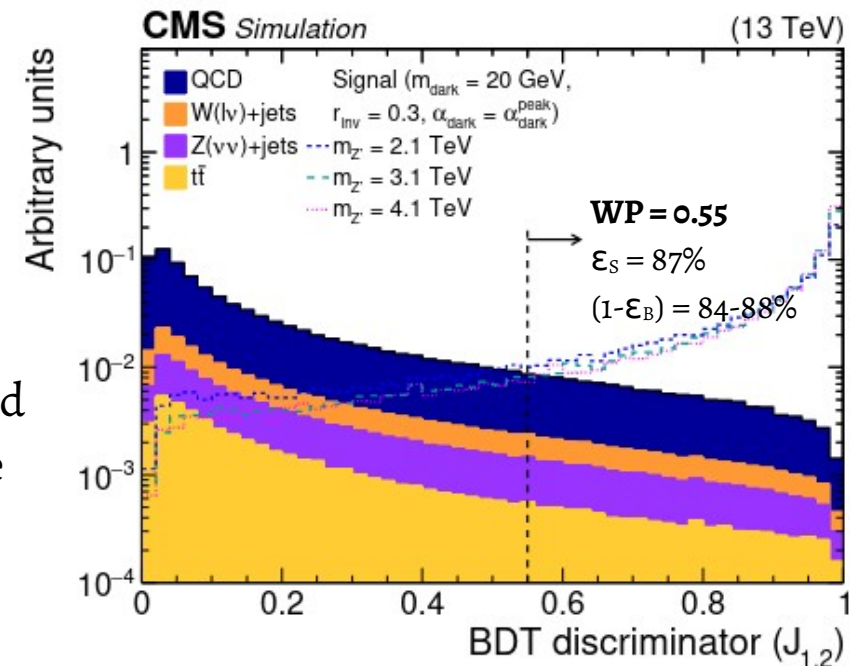 CMS Simulation (13 TeV)
Arbitrary units
QCD
W(lν)+jets
Z(νν)+jets
tt̄
Signal (m_dark = 20 GeV,
r_inv = 0.3, α_dark = α_dark^peak)
m_Z' = 2.1 TeV
m_Z' = 3.1 TeV
m_Z' = 4.1 TeV
WP = 0.55
ε_S = 87%
(1-ε_B) = 84-88%
1
10⁻¹
10⁻²
10⁻³
10⁻⁴
d
e
0 0.2 0.4 0.6 0.8 1
BDT discriminator (J_1,2)